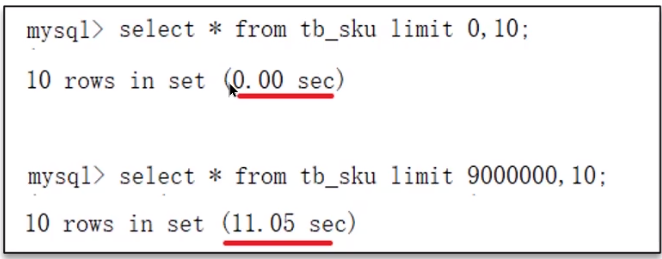 mysql> select * from tb_sku limit 0,10;
10 rows in set (0.00 sec)
mysql> select * from tb_sku limit 9000000,10;
10 rows in set (11.05 sec)